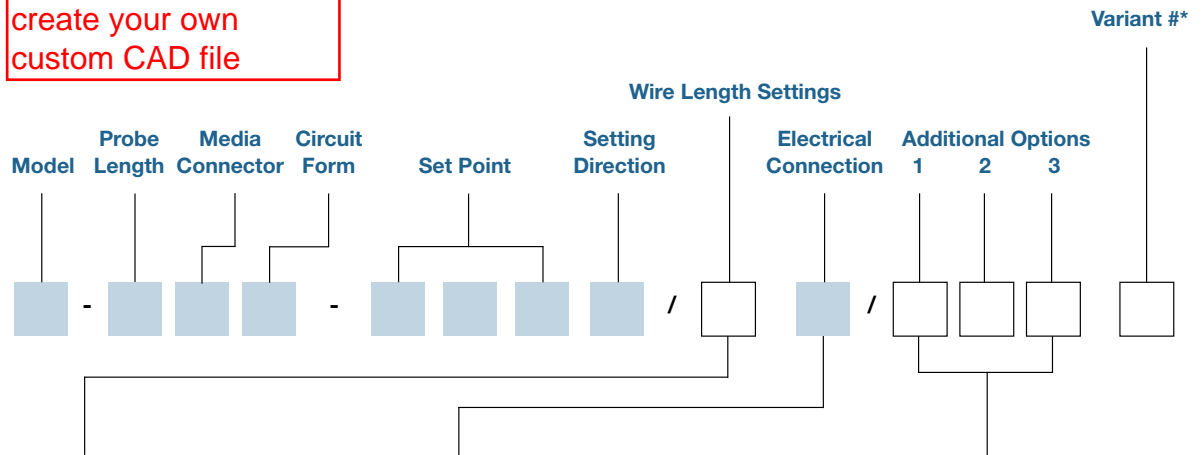 create your own
custom CAD file
Variant #*
Wire Length Settings
Probe Media Circuit Setting Electrical Additional Options
Model Length Connector Form Set Point Direction Connection 1 2 3
- - / /